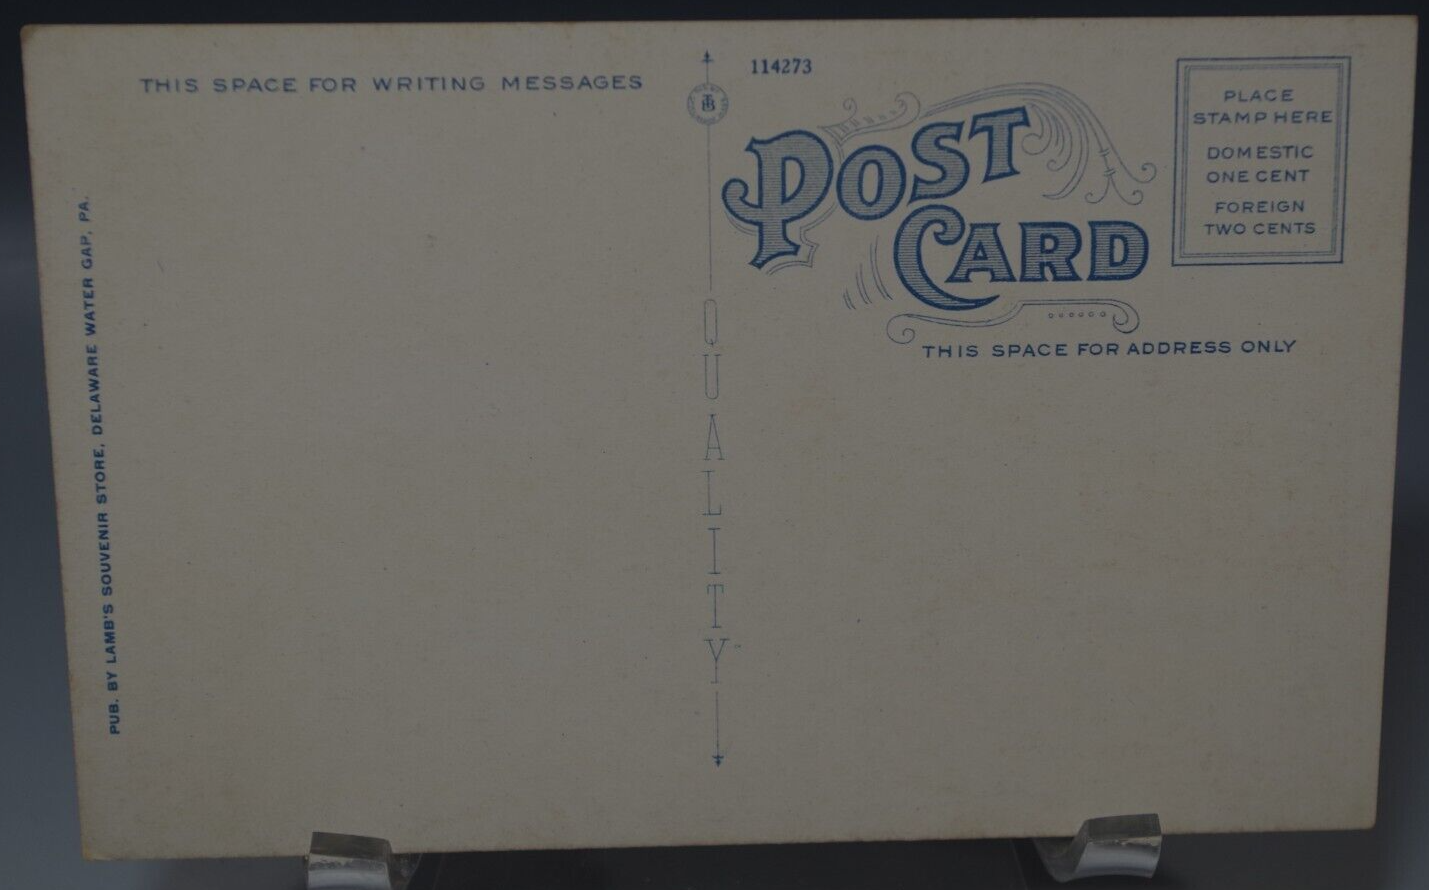 THIS SPACE FOR WRITING MESSAGES
PUB. BY LAMB'S SOUVENIR STORE, DELAWARE WATER GAP, PA.
QUALITY
114273
POST
CARD
THIS SPACE FOR ADDRESS ONLY
PLACE
STAMP HERE
DOMESTIC
ONE CENT
FOREIGN
TWO CENTS